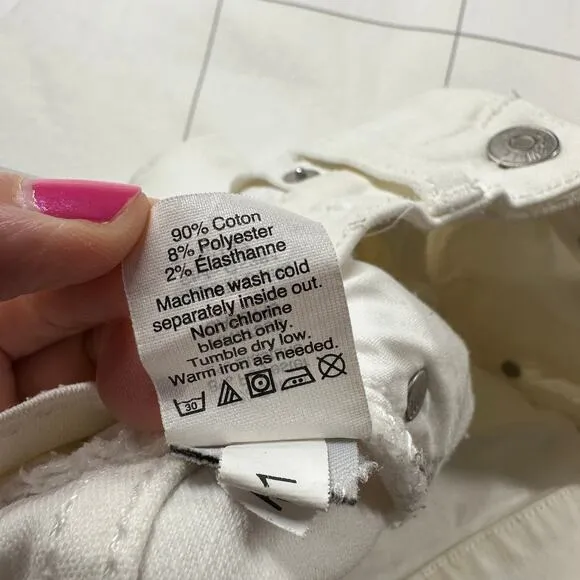 90% Coton
8% Polyester
2% Élasthanne
Machine wash cold
separately inside out.
Non chlorine
bleach only.
Tumble dry low.
Warm iron as needed.
30